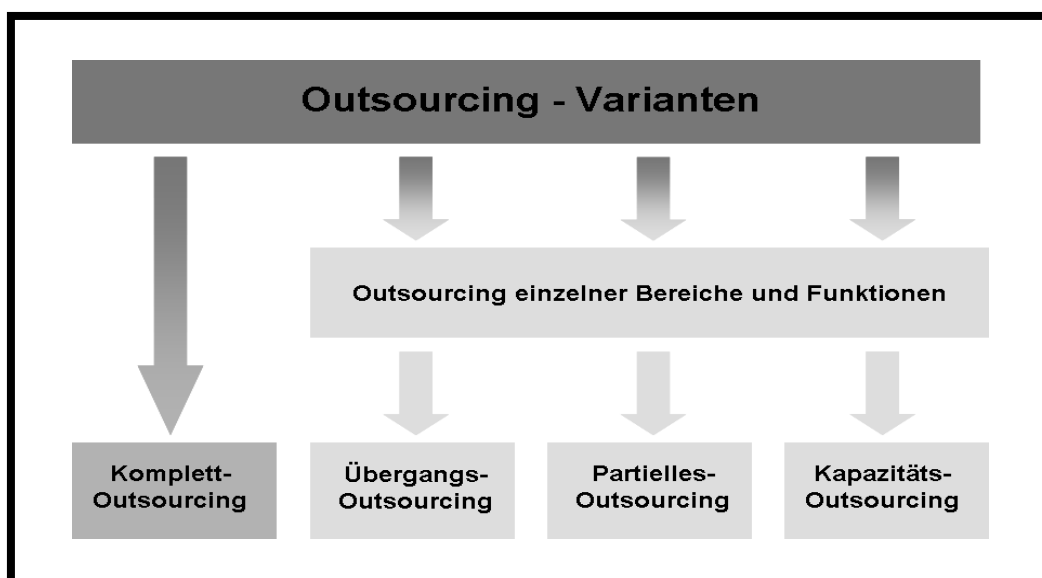 Outsourcing - Varianten
Outsourcing einzelner Bereiche und Funktionen
Komplett-
Outsourcing
Übergangs-
Outsourcing
Partielles-
Outsourcing
Kapazitäts-
Outsourcing